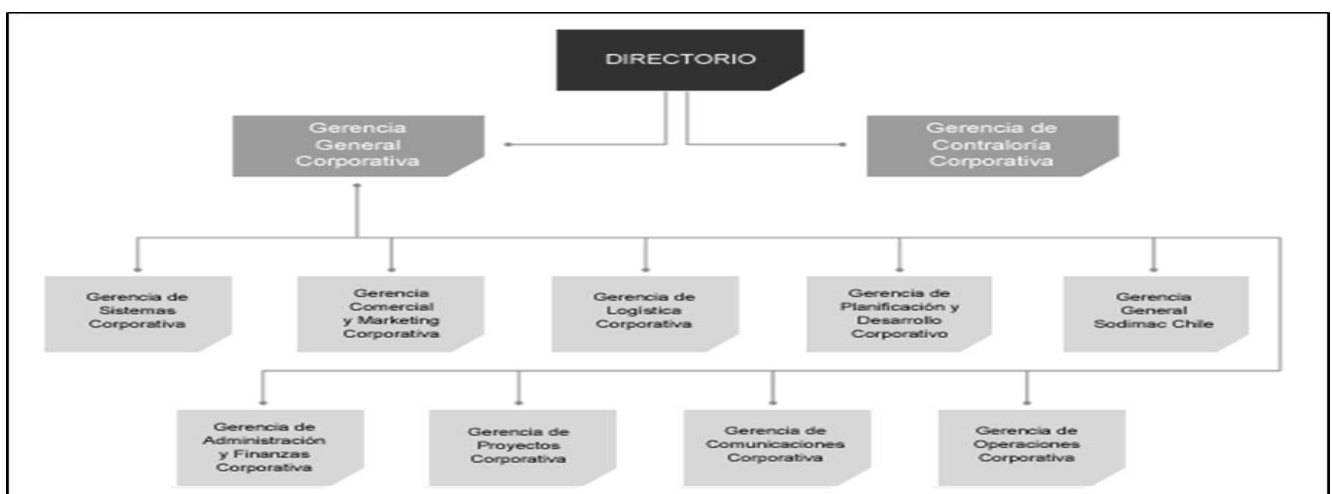 DIRECTORIO
Gerencia
General
Corporativa
Gerencia de
Contraloría
Corporativa
Gerencia de
Sistemas
Corporativa
Gerencia
Comercial
y Marketing
Corporativa
Gerencia de
Logística
Corporativa
Gerencia de
Planificación y
Desarrollo
Corporativo
Gerencia
General
Sodimac Chile
Gerencia de
Administración
y Finanzas
Corporativa
Gerencia de
Proyectos
Corporativa
Gerencia de
Comunicaciones
Corporativa
Gerencia de
Operaciones
Corporativa